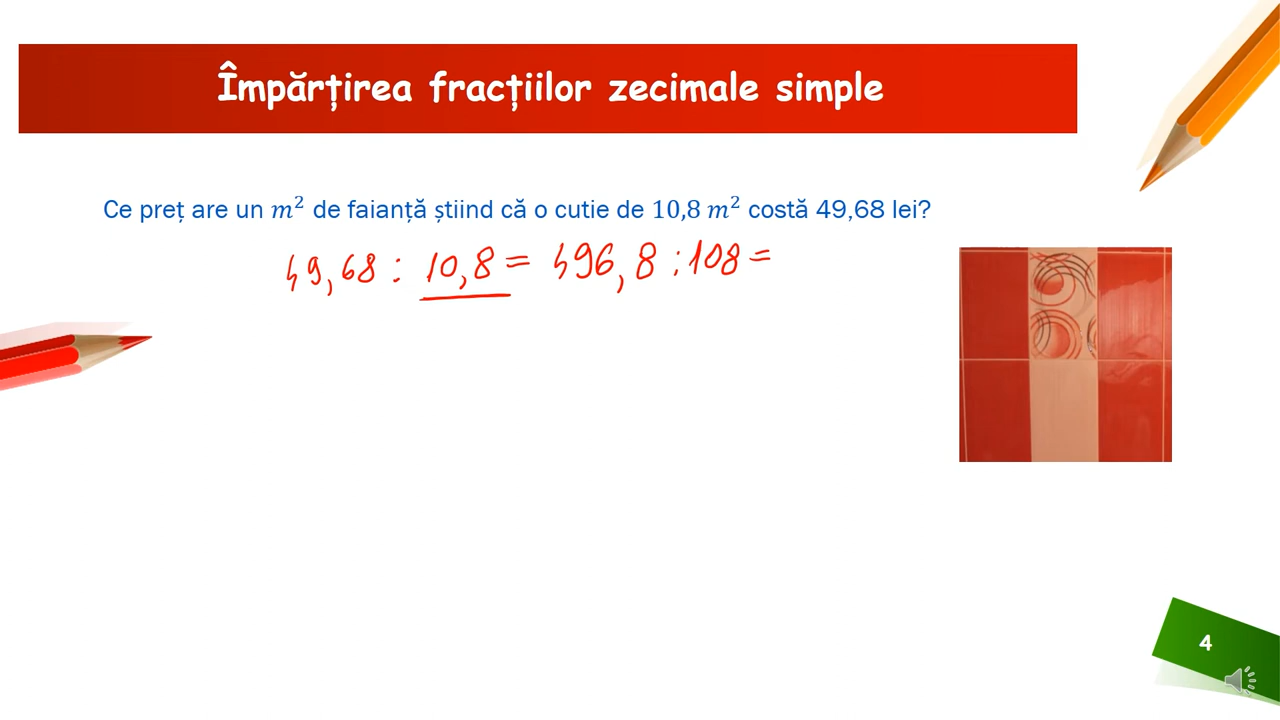 Împărțirea fracțiilor zecimale simple
Ce preț are un m² de faianță știind că o cutie de 10,8 m² costă 49,68 lei?
49,68 : 10,8 = 496,8 : 108 =
4